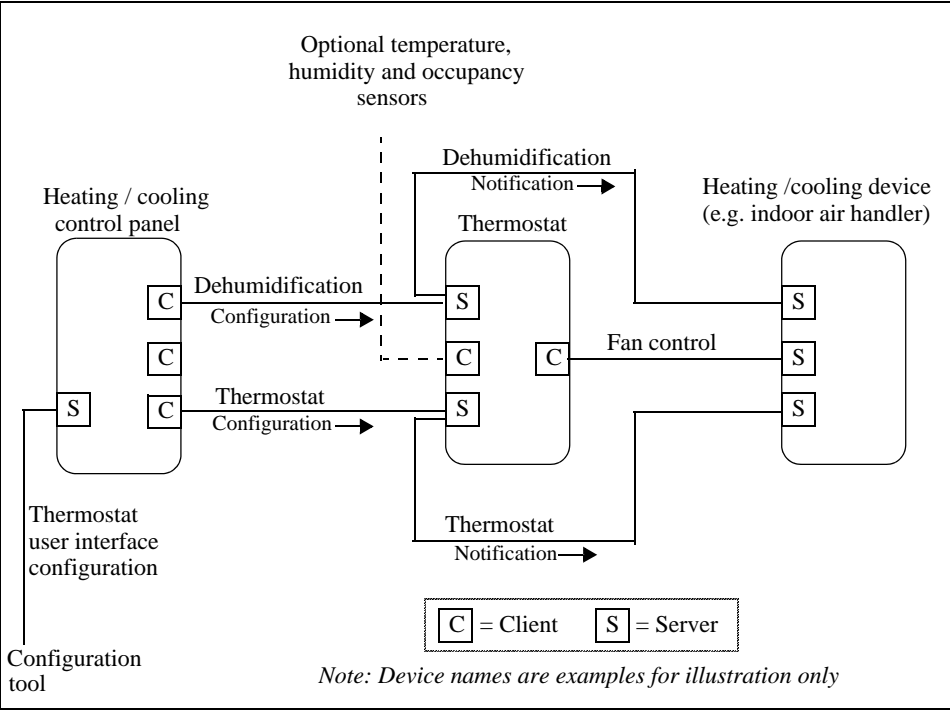 Optional temperature,
humidity and occupancy
sensors
Dehumidification
Notification
Heating / cooling
control panel
Thermostat
Heating /cooling device
(e.g. indoor air handler)
Dehumidification
Configuration
C
S
S
C
C
C
Fan control
S
S
C
Thermostat
Configuration
S
S
Thermostat
user interface
configuration
Thermostat
Notification
C = Client S = Server
Configuration
tool
Note: Device names are examples for illustration only